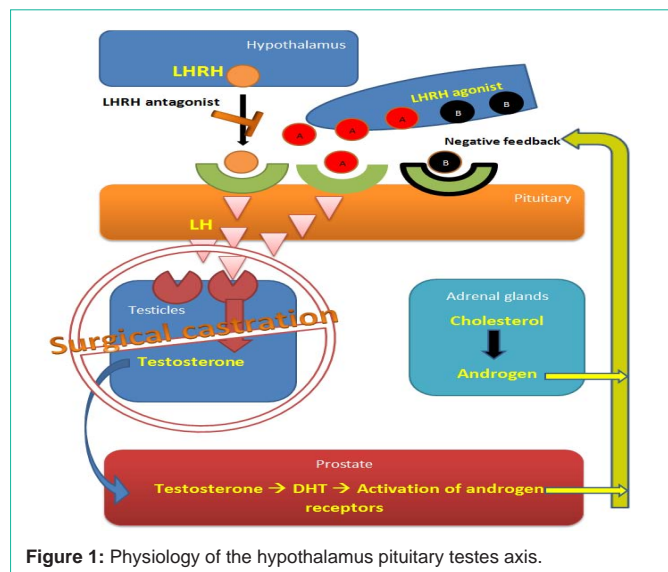 Hypothalamus
LHRH
LHRH antagonist
LHRH agonist
A
A
A
B
B
Negative feedback
A
B
Pituitary
LH
Testicles
Surgical castration
Testosterone
Adrenal glands
Cholesterol
Androgen
Prostate
Testosterone → DHT → Activation of androgen
receptors
Figure 1: Physiology of the hypothalamus pituitary testes axis.